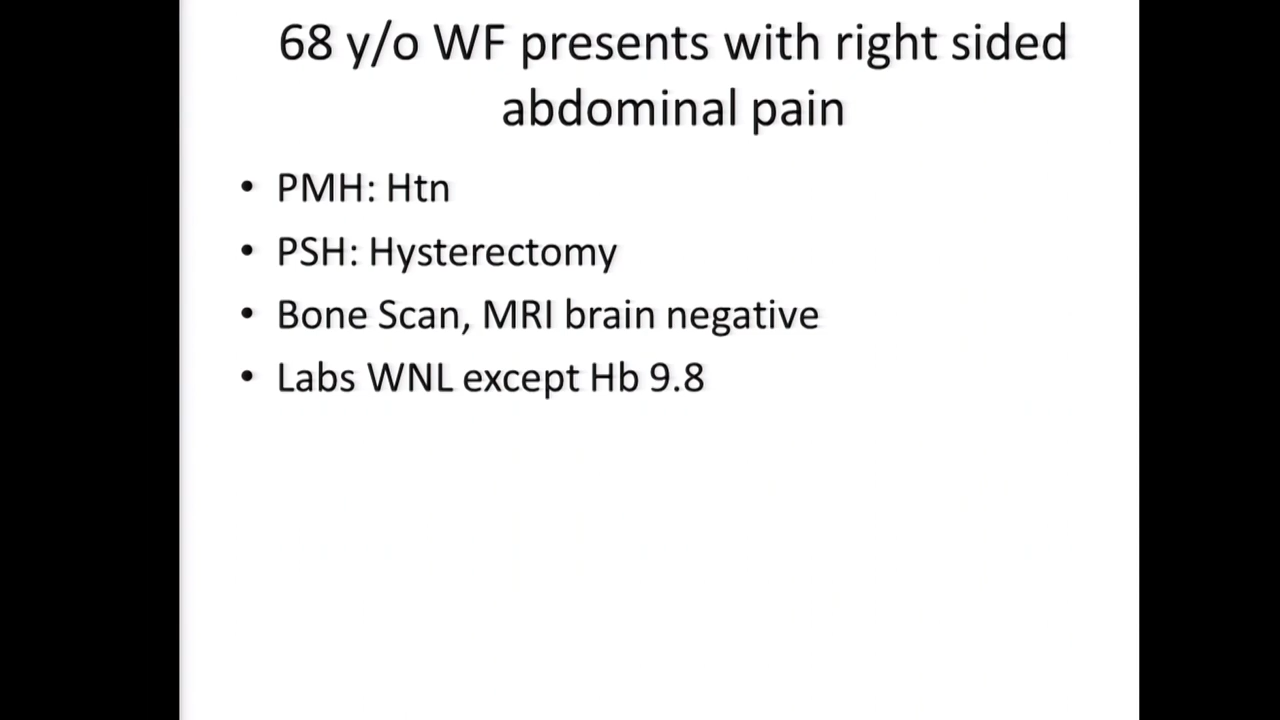 68 y/o WF presents with right sided
abdominal pain
• PMH: Htn
• PSH: Hysterectomy
• Bone Scan, MRI brain negative
• Labs WNL except Hb 9.8